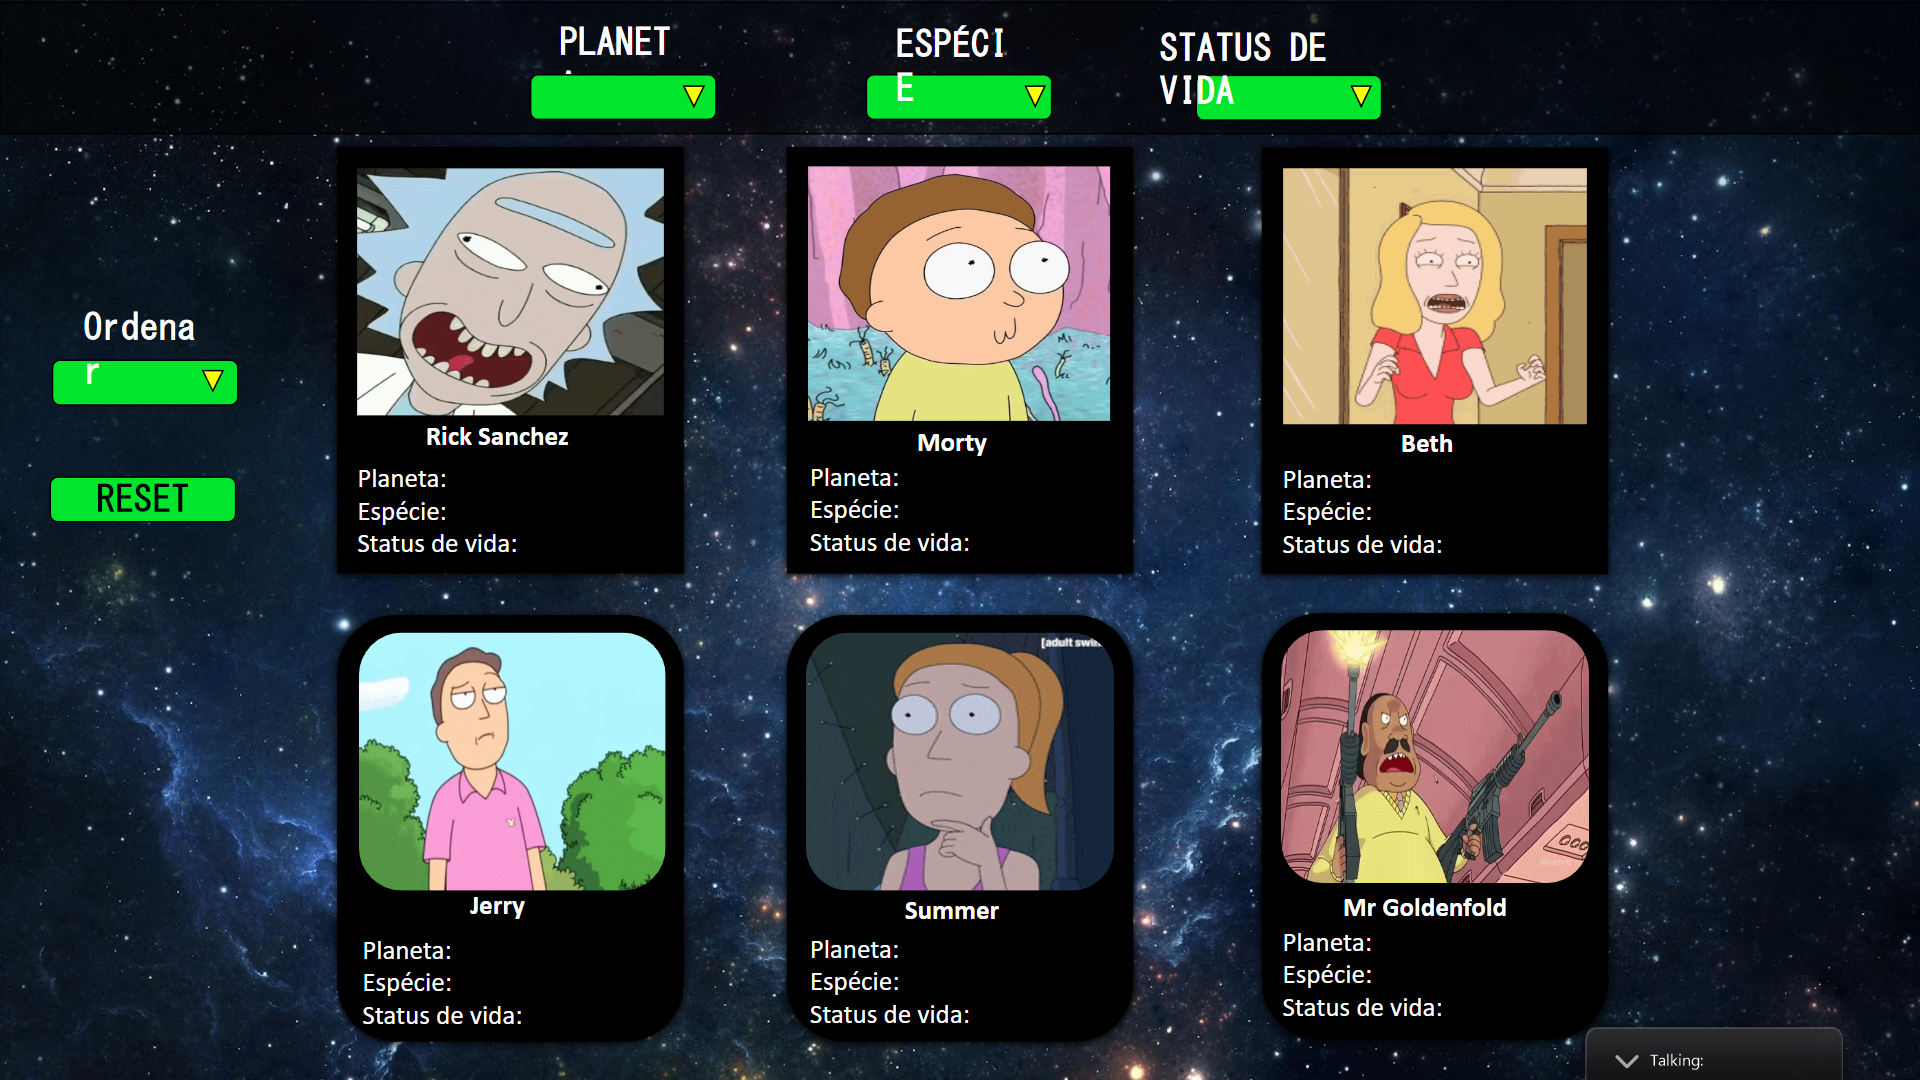 PLANET
ESPÉCI
E
STATUS DE
VIDA
Ordena
r
RESET
Rick Sanchez
Planeta:
Espécie:
Status de vida:
Morty
Planeta:
Espécie:
Status de vida:
Beth
Planeta:
Espécie:
Status de vida:
Jerry
Planeta:
Espécie:
Status de vida:
[adult swim
Summer
Planeta:
Espécie:
Status de vida:
Mr Goldenfold
Planeta:
Espécie:
Status de vida:
Talking: